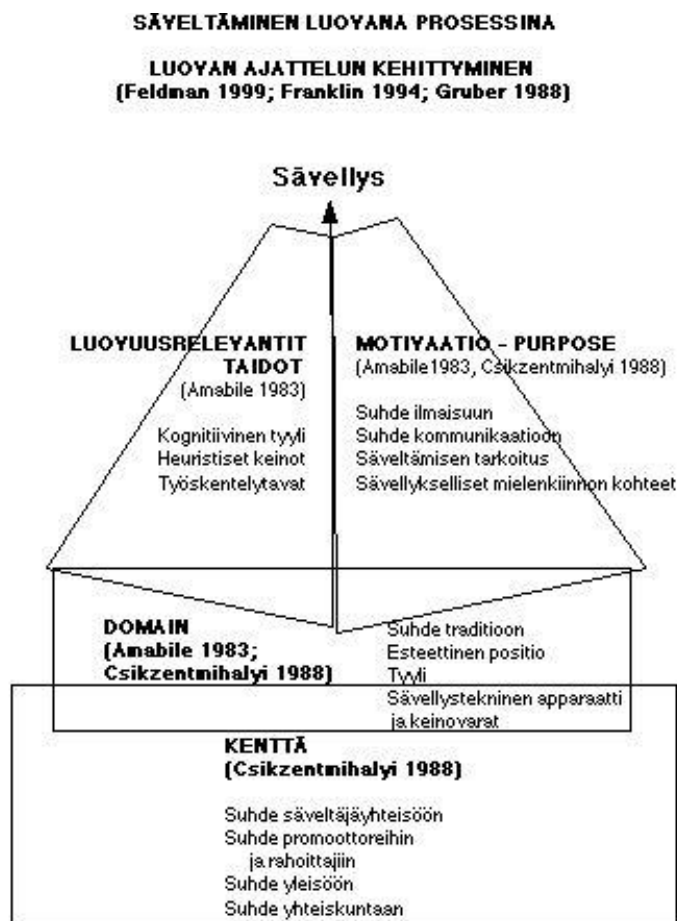 SÄVELTÄMINEN LUOVANA PROSESSINA
LUOVAN AJATTELUN KEHITTYMINEN
(Feldman 1999; Franklin 1994; Gruber 1988)
Sävellys
LUOVUUSRELEVANTIT
TAIDOT
(Amabile 1983)
Kognitiivinen tyyli
Heuristiset keinot
Työskentelytavat
MOTIVAATIO - PURPOSE
(Amabile1983, Csikzentmihalyi 1988)
Suhde ilmaisuun
Suhde kommunikaatioon
Säveltämisen tarkoitus
Sävellykselliset mielenkiinnon kohteet
DOMAIN
(Amabile 1983;
Csikzentmihalyi 1988)
Suhde traditioon
Esteettinen positio
Tyyli
Sävellystekninen apparaatti
ja keinovarat
KENTTÄ
(Csikzentmihalyi 1988)
Suhde säveltäjäyhteisöön
Suhde promoottoreihin
ja rahoittajiin
Suhde yleisöön
Suhde yhteiskuntaan